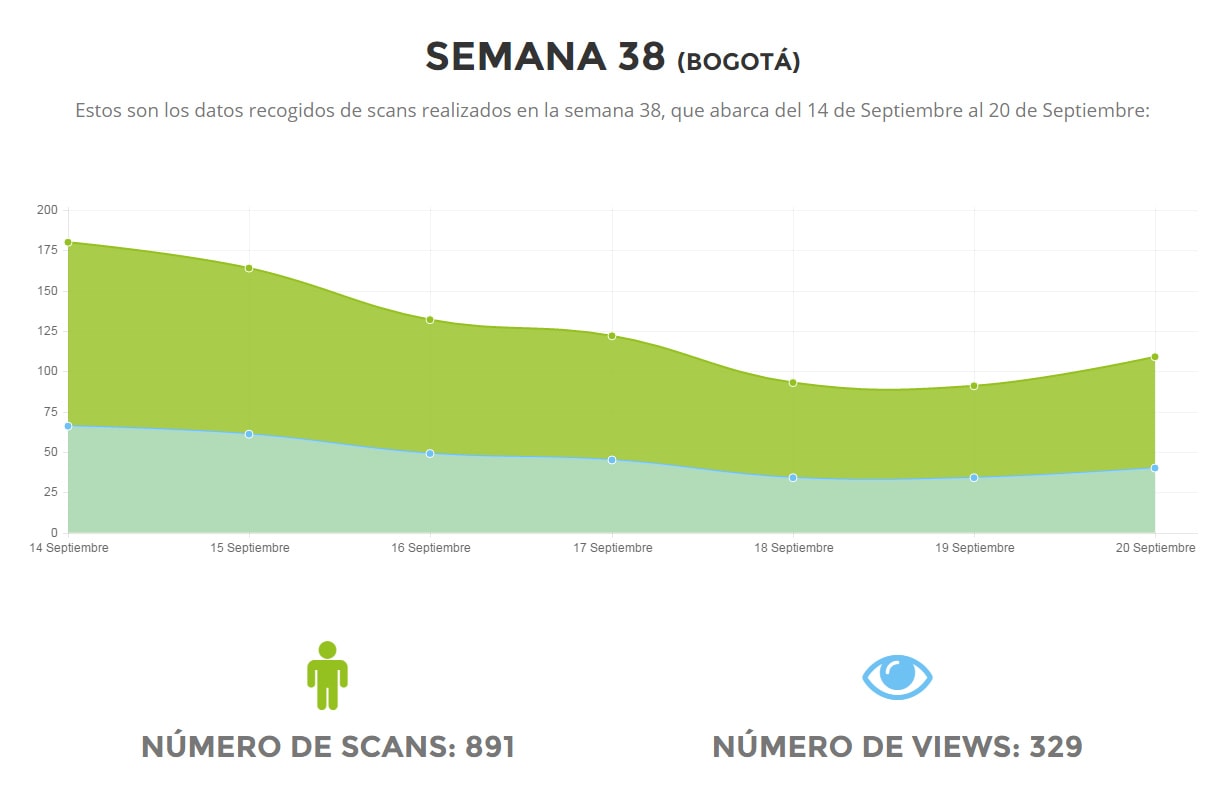 SEMANA 38 (BOGOTÁ)
Estos son los datos recogidos de scans realizados en la semana 38, que abarca del 14 de Septiembre al 20 de Septiembre:
200
175
150
125
100
75
50
25
0
14 Septiembre 15 Septiembre 16 Septiembre 17 Septiembre 18 Septiembre 19 Septiembre 20 Septiembre
NÚMERO DE SCANS: 891 NÚMERO DE VIEWS: 329